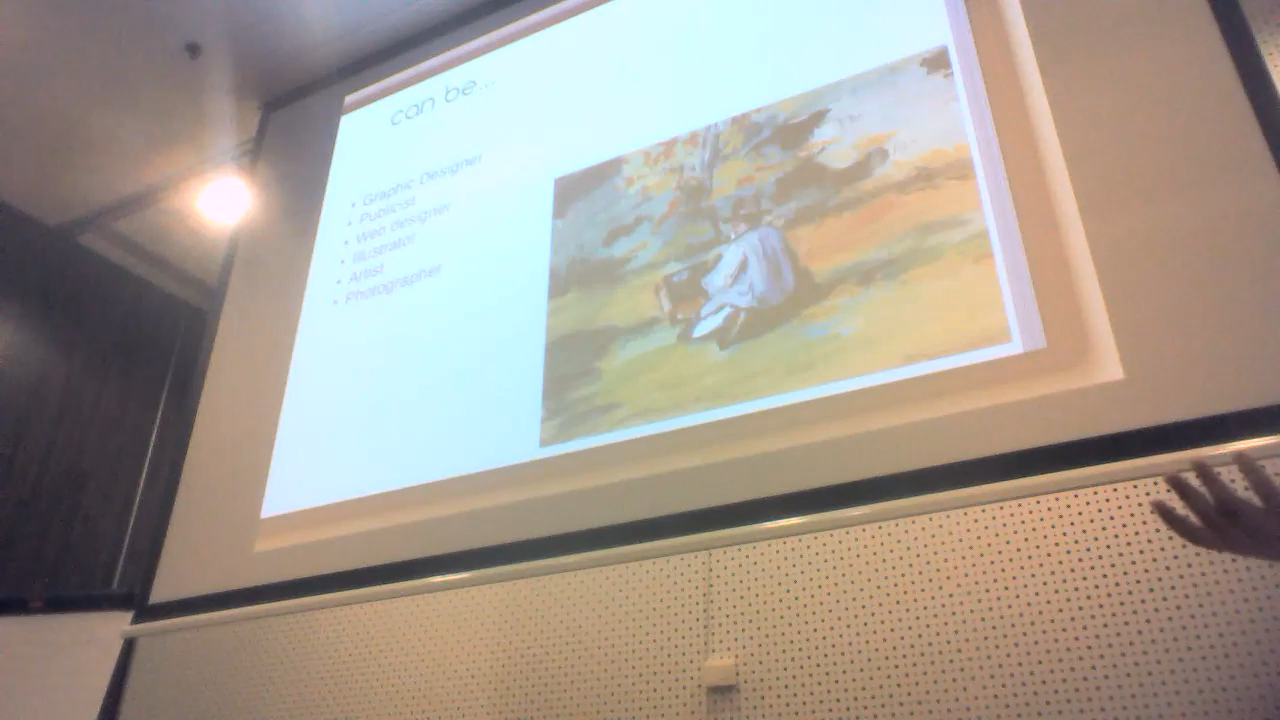 can be...
Graphic Designer
Publicist
Web designer
Illustrator
Artist
Photographer